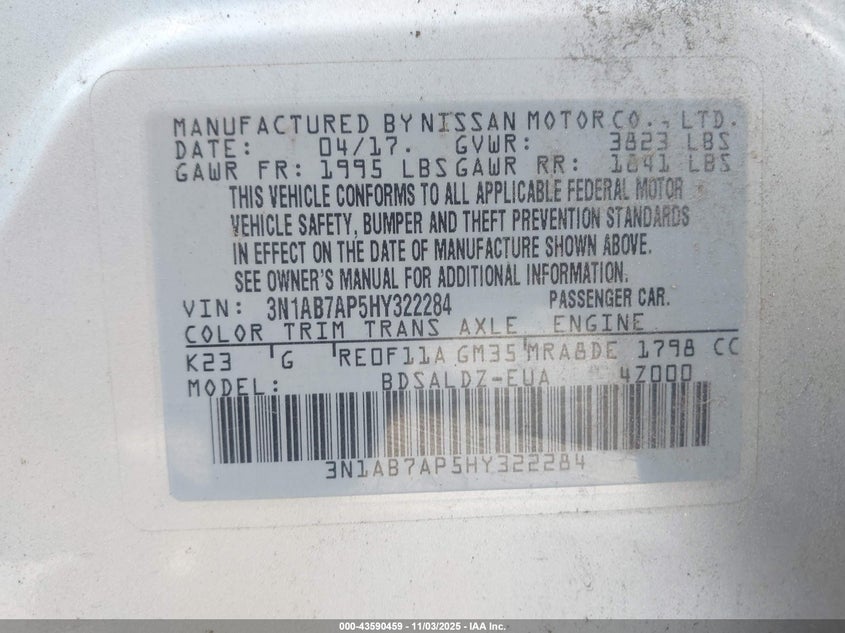 MANUFACTURED BY NISSAN MOTOR CO., LTD.
DATE: 04/17. GVWR: 3823 LBS
GAWR FR: 1995 LBS GAWR RR: 1841 LBS
THIS VEHICLE CONFORMS TO ALL APPLICABLE FEDERAL MOTOR
VEHICLE SAFETY, BUMPER AND THEFT PREVENTION STANDARDS
IN EFFECT ON THE DATE OF MANUFACTURE SHOWN ABOVE.
SEE OWNER'S MANUAL FOR ADDITIONAL INFORMATION.
VIN: 3N1AB7AP5HY322284 PASSENGER CAR.
COLOR TRIM TRANS AXLE ENGINE
K23 G RE0F11A GM35 MRA8DE 1798 CC
MODEL: BDSALDZ-EUA 4Z000
3N1AB7AP5HY322284
000-43590459 - 11/03/2025 - IAA Inc.